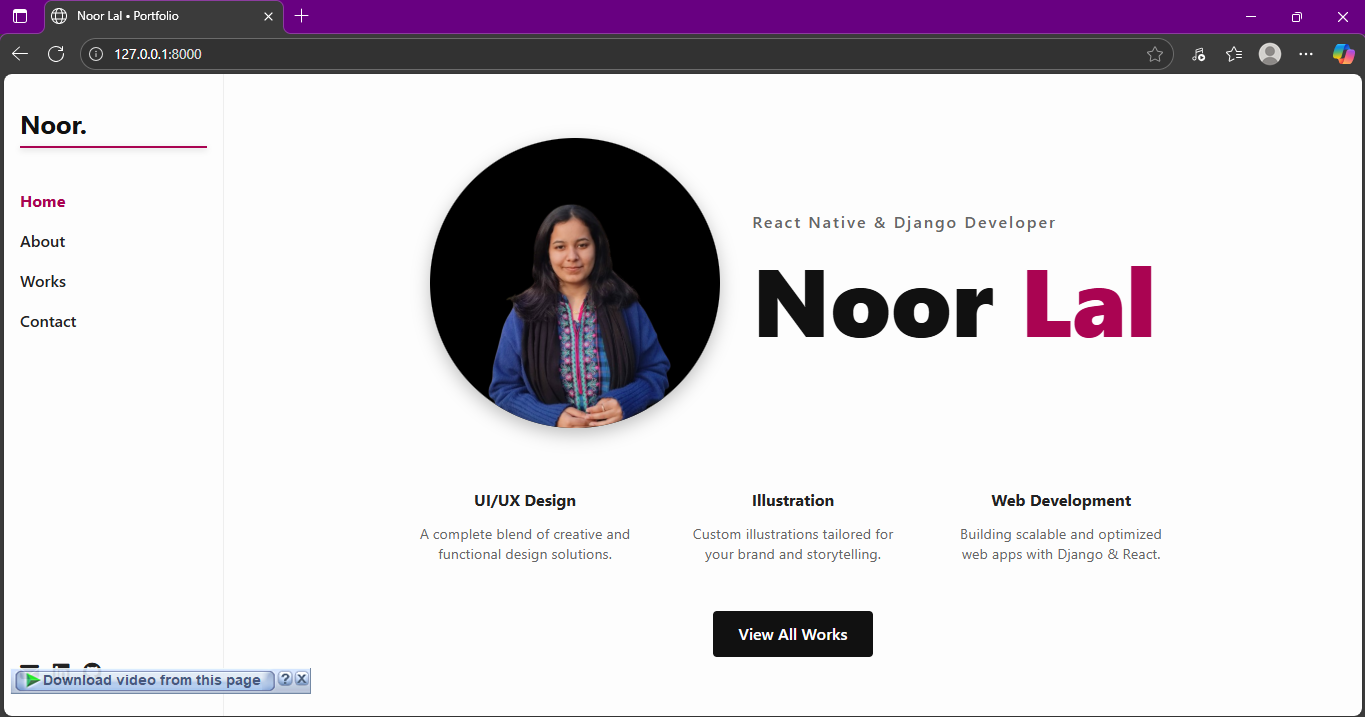 Noor Lal • Portfolio
127.0.0.1:8000
Noor.
Home
About
Works
Contact
React Native & Django Developer
Noor Lal
UI/UX Design
A complete blend of creative and
functional design solutions.
Illustration
Custom illustrations tailored for
your brand and storytelling.
Web Development
Building scalable and optimized
web apps with Django & React.
View All Works
Download video from this page ? X